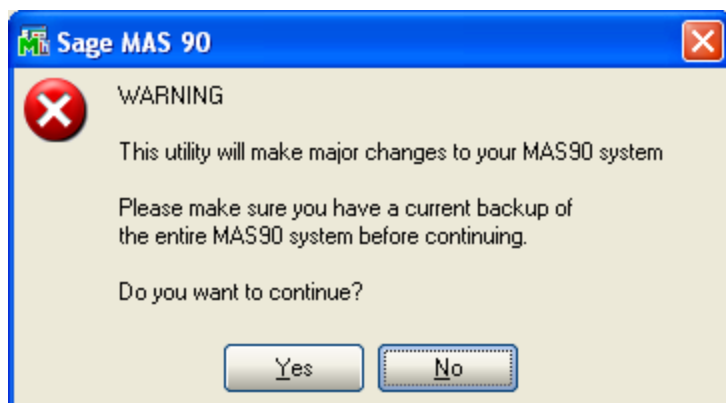 Sage MAS 90
WARNING
This utility will make major changes to your MAS90 system
Please make sure you have a current backup of
the entire MAS90 system before continuing.
Do you want to continue?
Yes
No